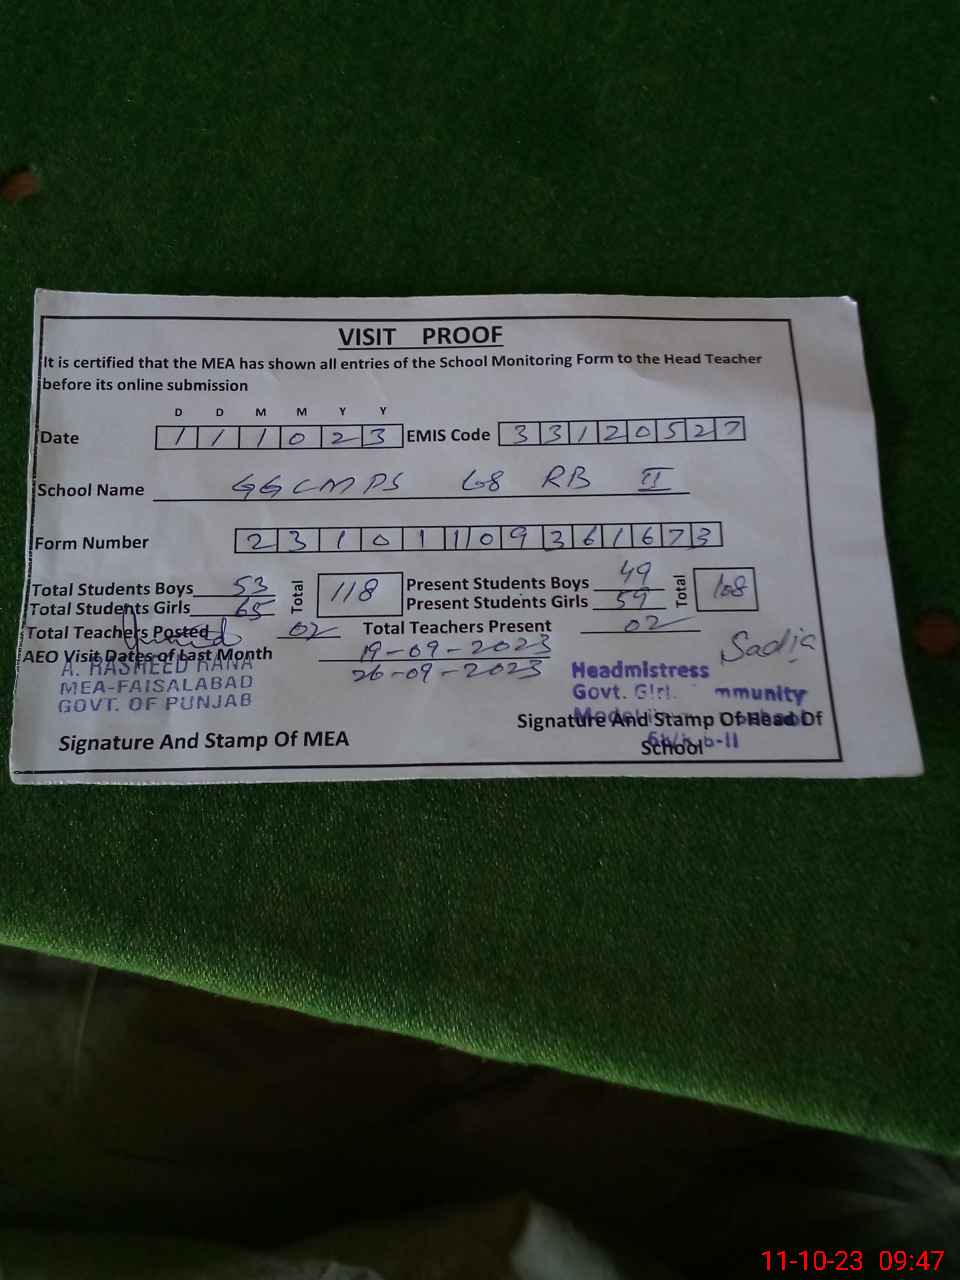 VISIT PROOF
It is certified that the MEA has shown all entries of the School Monitoring Form to the Head Teacher
before its online submission
D D M M Y Y
Date 1 1 1 0 2 3 EMIS Code 3 3 1 2 0 5 2 7
School Name GGCMPS 68 RB II
Form Number 2 3 1 0 1 1 0 9 3 6 1 6 7 3
Total Students Boys 53 Total 118 Present Students Boys 49 Total 108
Total Students Girls 65 Present Students Girls 59
Total Teachers Posted 02 Total Teachers Present 02
AEO Visit Dates of Last Month 19-09-2023
26-09-2023
Sadia
A. RASHEED RANA
MEA-FAISALABAD
GOVT. OF PUNJAB
Signature And Stamp Of MEA
Headmistress
Govt. Girl mmunity
Signature And Stamp Of Head Of
School
11-10-23 09:47